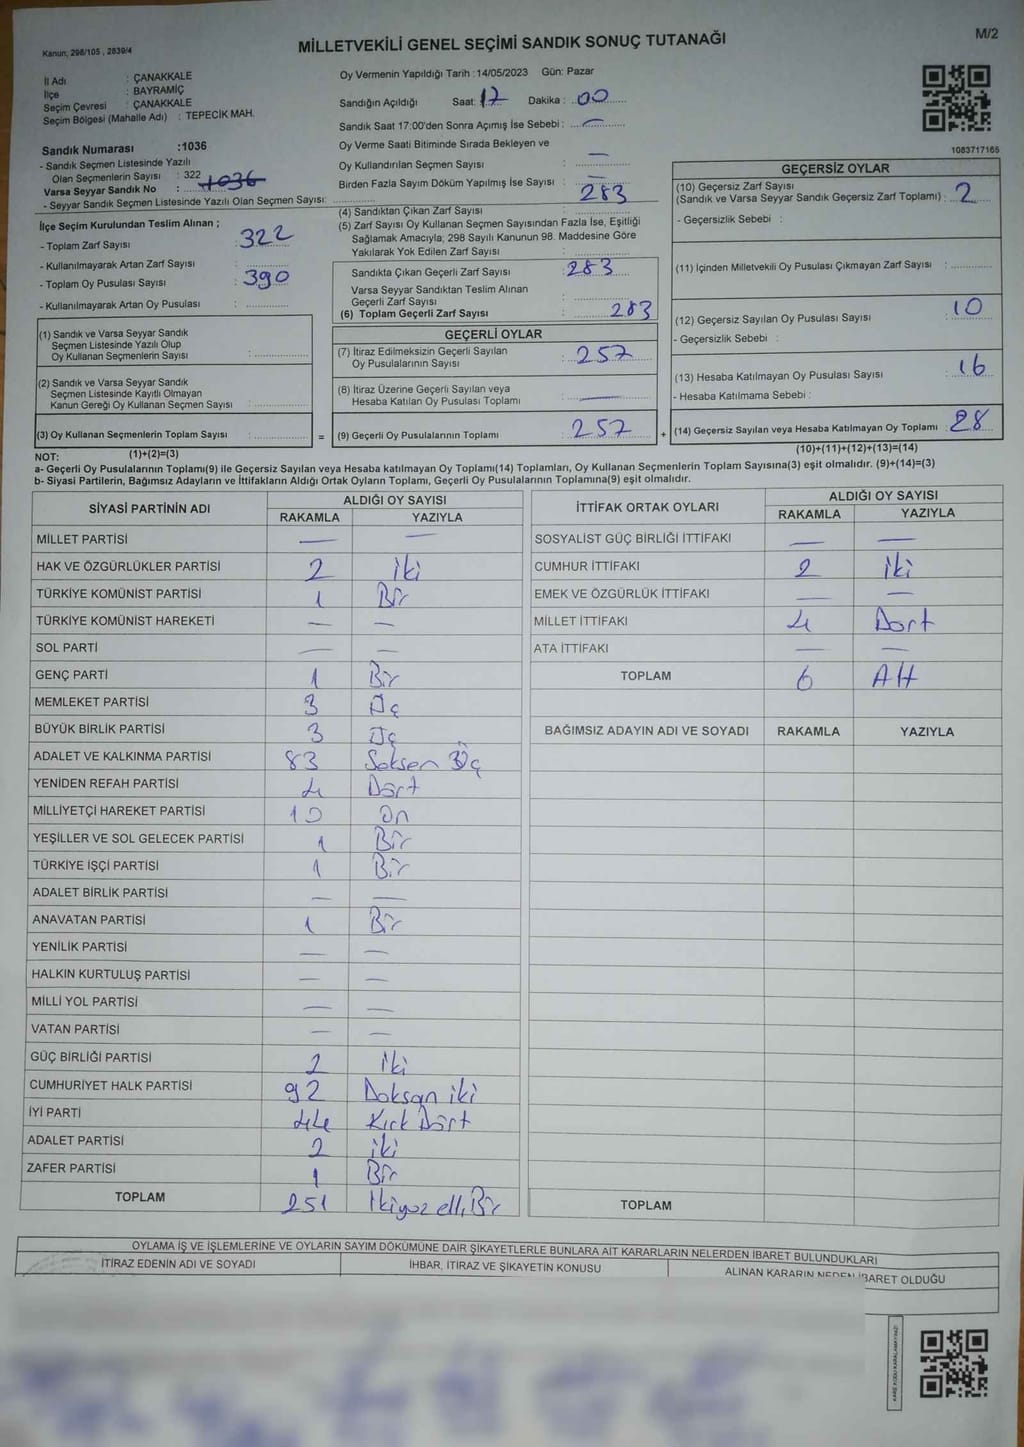 Kanun; 298/105 , 2839/4
MİLLETVEKİLİ GENEL SEÇİMİ SANDIK SONUÇ TUTANAĞI
M/2
İl Adı : ÇANAKKALE
İlçe : BAYRAMİÇ
Seçim Çevresi : ÇANAKKALE
Seçim Bölgesi (Mahalle Adı) : TEPECİK MAH.
Oy Vermenin Yapıldığı Tarih :14/05/2023 Gün: Pazar
Sandığın Açıldığı Saat: 17 Dakika : 00
Sandık Saat 17:00'den Sonra Açımış İse Sebebi : —
Oy Verme Saati Bitiminde Sırada Bekleyen ve
Oy Kullandırılan Seçmen Sayısı : —
Birden Fazla Sayım Döküm Yapılmış İse Sayısı : —
1083717165
Sandık Numarası :1036
- Sandık Seçmen Listesinde Yazılı
Olan Seçmenlerin Sayısı : 322
Varsa Seyyar Sandık No : 1036
- Seyyar Sandık Seçmen Listesinde Yazılı Olan Seçmen Sayısı:
İlçe Seçim Kurulundan Teslim Alınan ;
- Toplam Zarf Sayısı : 322
- Kullanılmayarak Artan Zarf Sayısı :
- Toplam Oy Pusulası Sayısı : 390
- Kullanılmayarak Artan Oy Pusulası :
(1) Sandık ve Varsa Seyyar Sandık
Seçmen Listesinde Yazılı Olup
Oy Kullanan Seçmenlerin Sayısı :
(2) Sandık ve Varsa Seyyar Sandık
Seçmen Listesinde Kayıtlı Olmayan
Kanun Gereği Oy Kullanan Seçmen Sayısı :
(3) Oy Kullanan Seçmenlerin Toplam Sayısı :
(4) Sandıktan Çıkan Zarf Sayısı : 283
(5) Zarf Sayısı Oy Kullanan Seçmen Sayısından Fazla İse, Eşitliği
Sağlamak Amacıyla; 298 Sayılı Kanunun 98. Maddesine Göre
Yakılarak Yok Edilen Zarf Sayısı :
Sandıkta Çıkan Geçerli Zarf Sayısı : 283
Varsa Seyyar Sandıktan Teslim Alınan
Geçerli Zarf Sayısı :
(6) Toplam Geçerli Zarf Sayısı : 283
GEÇERLİ OYLAR
(7) İtiraz Edilmeksizin Geçerli Sayılan
Oy Pusulalarının Sayısı : 257
(8) İtiraz Üzerine Geçerli Sayılan veya
Hesaba Katılan Oy Pusulası Toplamı : —
= (9) Geçerli Oy Pusulalarının Toplamı : 257 +
GEÇERSİZ OYLAR
(10) Geçersiz Zarf Sayısı
(Sandık ve Varsa Seyyar Sandık Geçersiz Zarf Toplamı) : 2
- Geçersizlik Sebebi :
(11) İçinden Milletvekili Oy Pusulası Çıkmayan Zarf Sayısı :
(12) Geçersiz Sayılan Oy Pusulası Sayısı : 10
- Geçersizlik Sebebi :
(13) Hesaba Katılmayan Oy Pusulası Sayısı : 16
- Hesaba Katılmama Sebebi :
(14) Geçersiz Sayılan veya Hesaba Katılmayan Oy Toplamı : 28
NOT: (1)+(2)=(3) (10)+(11)+(12)+(13)=(14)
a- Geçerli Oy Pusulalarının Toplamı(9) ile Geçersiz Sayılan veya Hesaba katılmayan Oy Toplamı(14) Toplamları, Oy Kullanan Seçmenlerin Toplam Sayısına(3) eşit olmalıdır. (9)+(14)=(3)
b- Siyasi Partilerin, Bağımsız Adayların ve İttifakların Aldığı Ortak Oyların Toplamı, Geçerli Oy Pusulalarının Toplamına(9) eşit olmalıdır.
SİYASİ PARTİNİN ADI ALDIĞI OY SAYISI
RAKAMLA YAZIYLA
MİLLET PARTİSİ — —
HAK VE ÖZGÜRLÜKLER PARTİSİ 2 iki
TÜRKİYE KOMÜNİST PARTİSİ 1 Bir
TÜRKİYE KOMÜNİST HAREKETİ — —
SOL PARTİ — —
GENÇ PARTİ 1 Bir
MEMLEKET PARTİSİ 3 Üç
BÜYÜK BİRLİK PARTİSİ 3 Üç
ADALET VE KALKINMA PARTİSİ 83 Seksen Üç
YENİDEN REFAH PARTİSİ 4 Dört
MİLLİYETÇİ HAREKET PARTİSİ 10 On
YEŞİLLER VE SOL GELECEK PARTİSİ 1 Bir
TÜRKİYE İŞÇİ PARTİSİ 1 Bir
ADALET BİRLİK PARTİSİ — —
ANAVATAN PARTİSİ 1 Bir
YENİLİK PARTİSİ — —
HALKIN KURTULUŞ PARTİSİ — —
MİLLİ YOL PARTİSİ — —
VATAN PARTİSİ — —
GÜÇ BİRLİĞİ PARTİSİ 2 iki
CUMHURİYET HALK PARTİSİ 92 Doksan iki
İYİ PARTİ 44 Kırk Dört
ADALET PARTİSİ 2 iki
ZAFER PARTİSİ 1 Bir
TOPLAM 251 İkiyüz elli Bir
İTTİFAK ORTAK OYLARI ALDIĞI OY SAYISI
RAKAMLA YAZIYLA
SOSYALİST GÜÇ BİRLİĞİ İTTİFAKI — —
CUMHUR İTTİFAKI 2 iki
EMEK VE ÖZGÜRLÜK İTTİFAKI — —
MİLLET İTTİFAKI 4 Dört
ATA İTTİFAKI — —
TOPLAM 6 Altı
BAĞIMSIZ ADAYIN ADI VE SOYADI RAKAMLA YAZIYLA
TOPLAM
OYLAMA İŞ VE İŞLEMLERİNE VE OYLARIN SAYIM DÖKÜMÜNE DAİR ŞİKAYETLERLE BUNLARA AİT KARARLARIN NELERDEN İBARET BULUNDUKLARI
İTİRAZ EDENİN ADI VE SOYADI İHBAR, İTİRAZ VE ŞİKAYETİN KONUSU ALINAN KARARIN NEDEN İBARET OLDUĞU